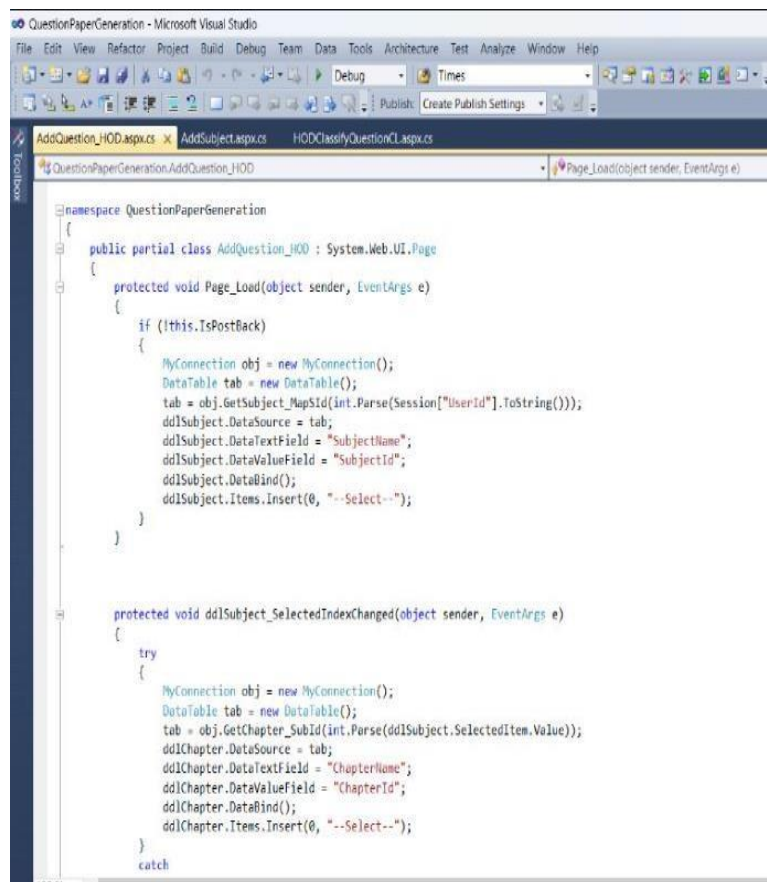 QuestionPaperGeneration - Microsoft Visual Studio
File Edit View Refactor Project Build Debug Team Data Tools Architecture Test Analyze Window Help
Debug Times
Publish: Create Publish Settings
AddQuestion_HOD.aspx.cs AddSubject.aspx.cs HODClassifyQuestionCL.aspx.cs
Toolbox
QuestionPaperGeneration.AddQuestion_HOD Page_Load(object sender, EventArgs e)
namespace QuestionPaperGeneration
{
public partial class AddQuestion_HOD : System.Web.UI.Page
{
protected void Page_Load(object sender, EventArgs e)
{
if (!this.IsPostBack)
{
MyConnection obj = new MyConnection();
DataTable tab = new DataTable();
tab = obj.GetSubject_MapSId(int.Parse(Session["UserId"].ToString()));
ddlSubject.DataSource = tab;
ddlSubject.DataTextField = "SubjectName";
ddlSubject.DataValueField = "SubjectId";
ddlSubject.DataBind();
ddlSubject.Items.Insert(0, "--Select--");
}
}
protected void ddlSubject_SelectedIndexChanged(object sender, EventArgs e)
{
try
{
MyConnection obj = new MyConnection();
DataTable tab = new DataTable();
tab = obj.GetChapter_SubId(int.Parse(ddlSubject.SelectedItem.Value));
ddlChapter.DataSource = tab;
ddlChapter.DataTextField = "ChapterName";
ddlChapter.DataValueField = "ChapterId";
ddlChapter.DataBind();
ddlChapter.Items.Insert(0, "--Select--");
}
catch